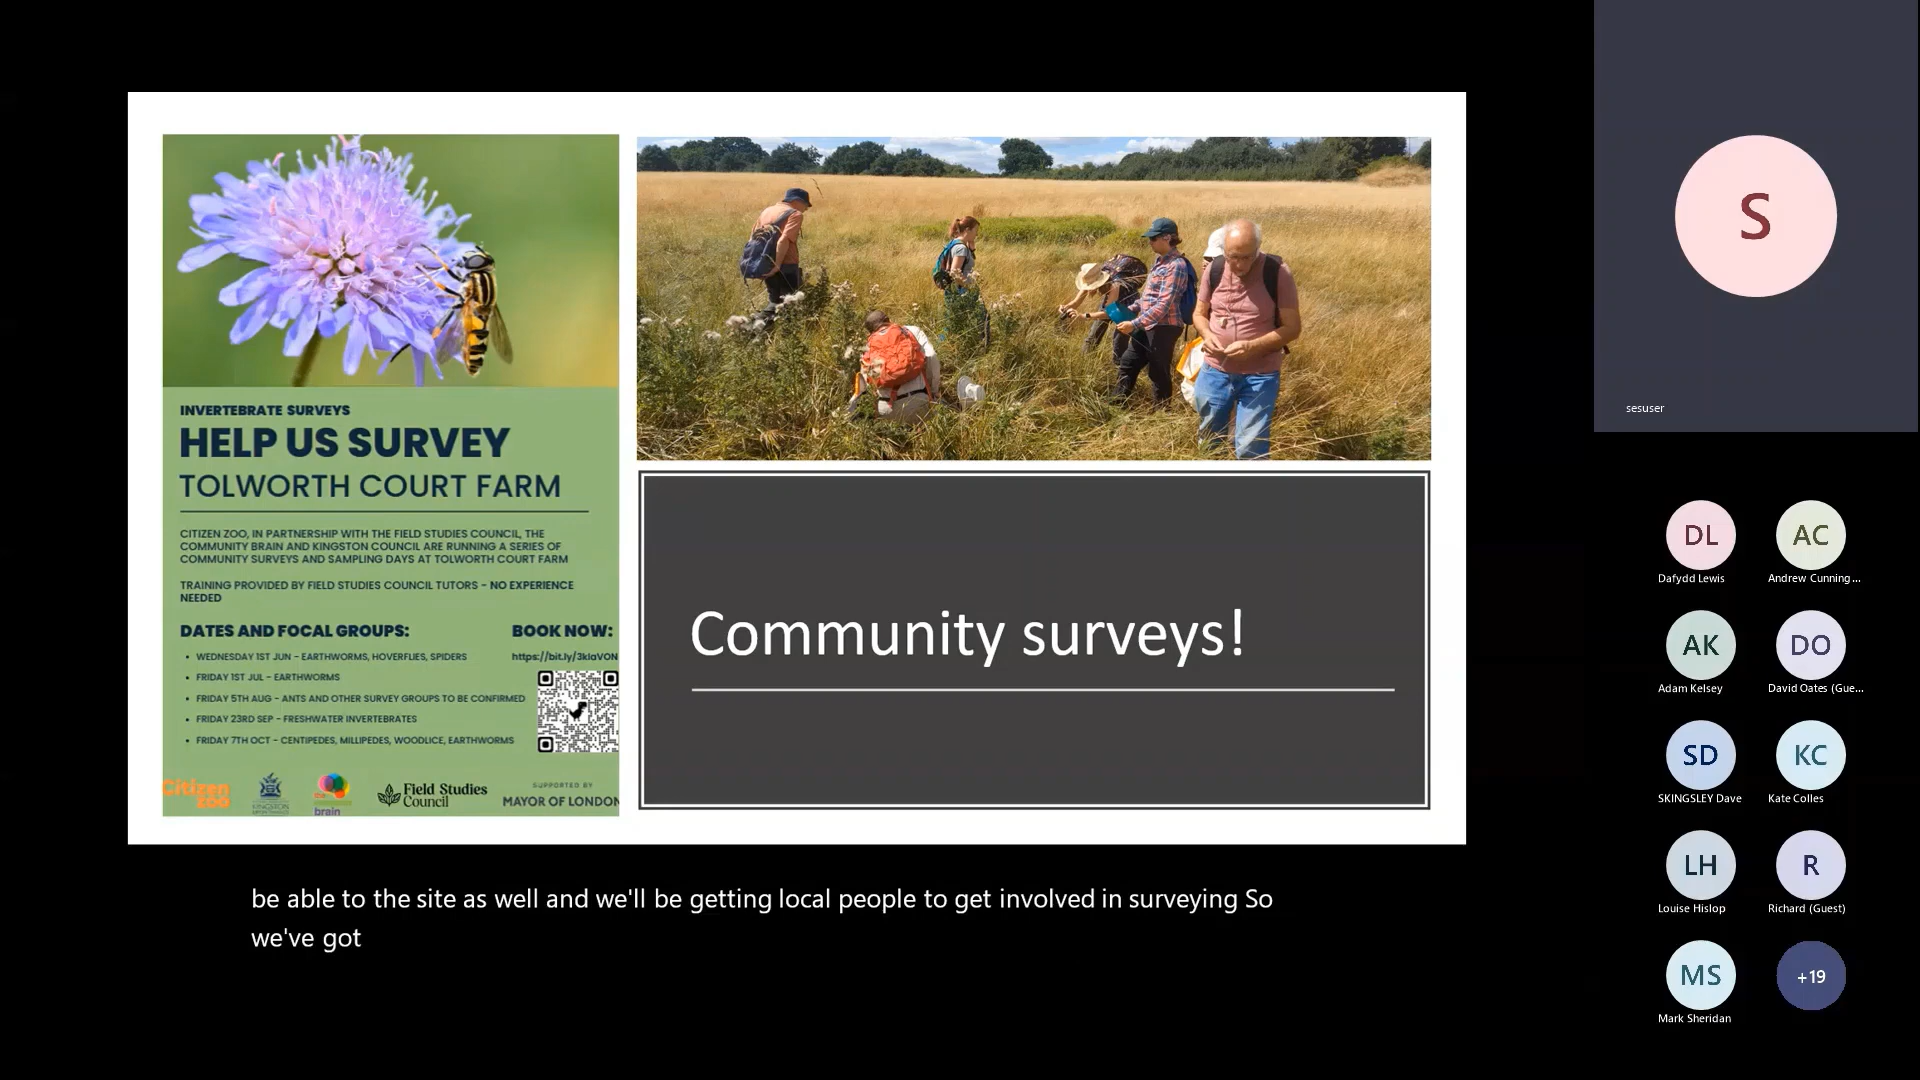 INVERTEBRATE SURVEYS
HELP US SURVEY
TOLWORTH COURT FARM
CITIZEN ZOO, IN PARTNERSHIP WITH THE FIELD STUDIES COUNCIL, THE
COMMUNITY BRAIN AND KINGSTON COUNCIL ARE RUNNING A SERIES OF
COMMUNITY SURVEYS AND SAMPLING DAYS AT TOLWORTH COURT FARM
TRAINING PROVIDED BY FIELD STUDIES COUNCIL TUTORS - NO EXPERIENCE
NEEDED
DATES AND FOCAL GROUPS:
• WEDNESDAY 1ST JUN - EARTHWORMS, HOVERFLIES, SPIDERS
• FRIDAY 1ST JUL - EARTHWORMS
• FRIDAY 5TH AUG - ANTS AND OTHER SURVEY GROUPS TO BE CONFIRMED
• FRIDAY 23RD SEP - FRESHWATER INVERTEBRATES
• FRIDAY 7TH OCT - CENTIPEDES, MILLIPEDES, WOODLICE, EARTHWORMS
BOOK NOW:
https://bit.ly/3klaVON
Citizen
zoo
KINGSTON
brain
Field Studies
Council
SUPPORTED BY
MAYOR OF LONDON
Community surveys!
be able to the site as well and we'll be getting local people to get involved in surveying So
we've got
S
sesuser
DL
Dafydd Lewis
AC
Andrew Cunning...
AK
Adam Kelsey
DO
David Oates (Gue...
SD
SKINGSLEY Dave
KC
Kate Colles
LH
Louise Hislop
R
Richard (Guest)
MS
Mark Sheridan
+19